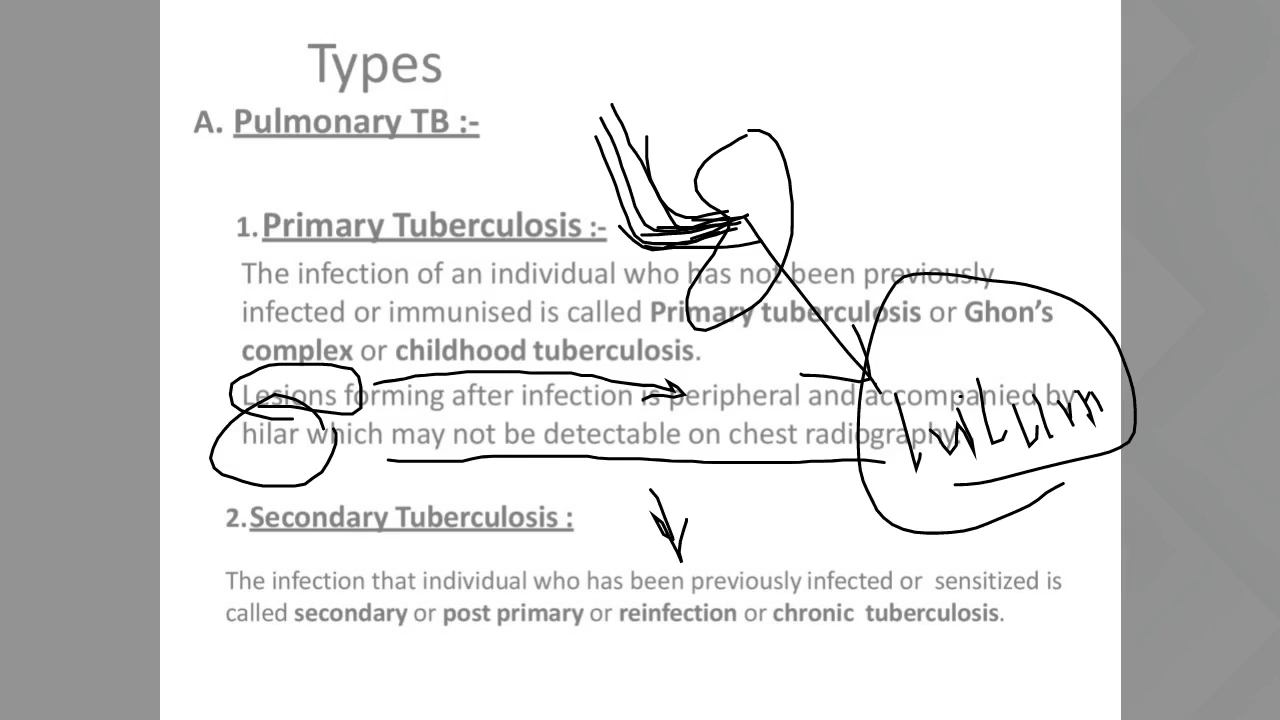 Types
A. Pulmonary TB :-
1. Primary Tuberculosis :-
The infection of an individual who has not been previously
infected or immunised is called Primary tuberculosis or Ghon's
complex or childhood tuberculosis.
Lesions forming after infection is peripheral and accompanied by
hilar which may not be detectable on chest radiography.
2. Secondary Tuberculosis :
The infection that individual who has been previously infected or sensitized is
called secondary or post primary or reinfection or chronic tuberculosis.